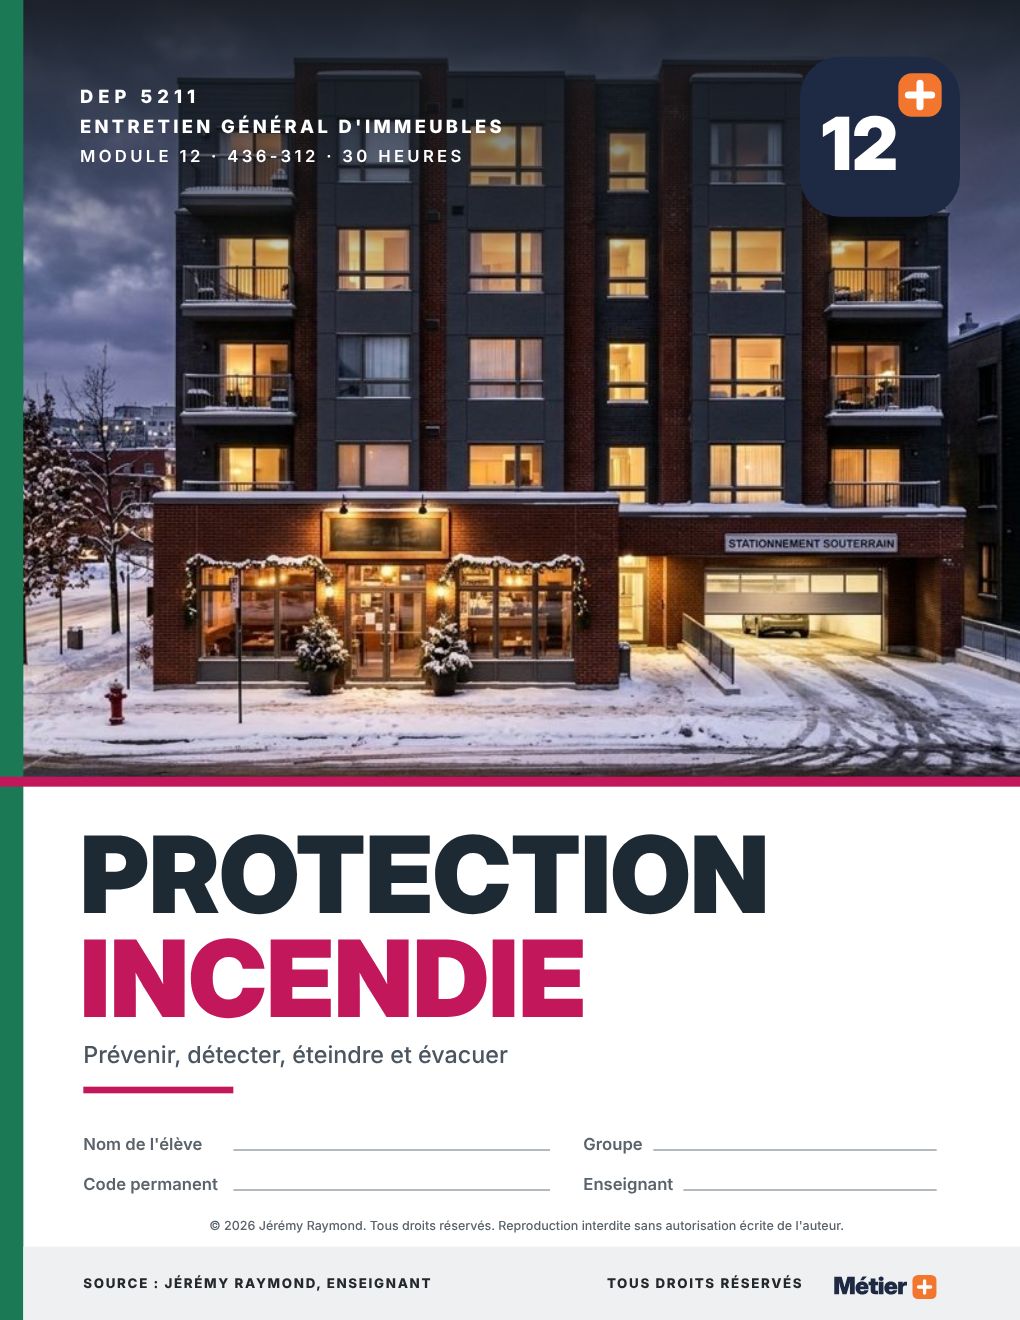 DEP 5211
ENTRETIEN GÉNÉRAL D'IMMEUBLES
MODULE 12 · 436-312 · 30 HEURES
12
STATIONNEMENT SOUTERRAIN
PROTECTION
INCENDIE
Prévenir, détecter, éteindre et évacuer
Nom de l'élève
Groupe
Code permanent
Enseignant
© 2026 Jérémy Raymond. Tous droits réservés. Reproduction interdite sans autorisation écrite de l'auteur.
SOURCE : JÉRÉMY RAYMOND, ENSEIGNANT
TOUS DROITS RÉSERVÉS
Métier+